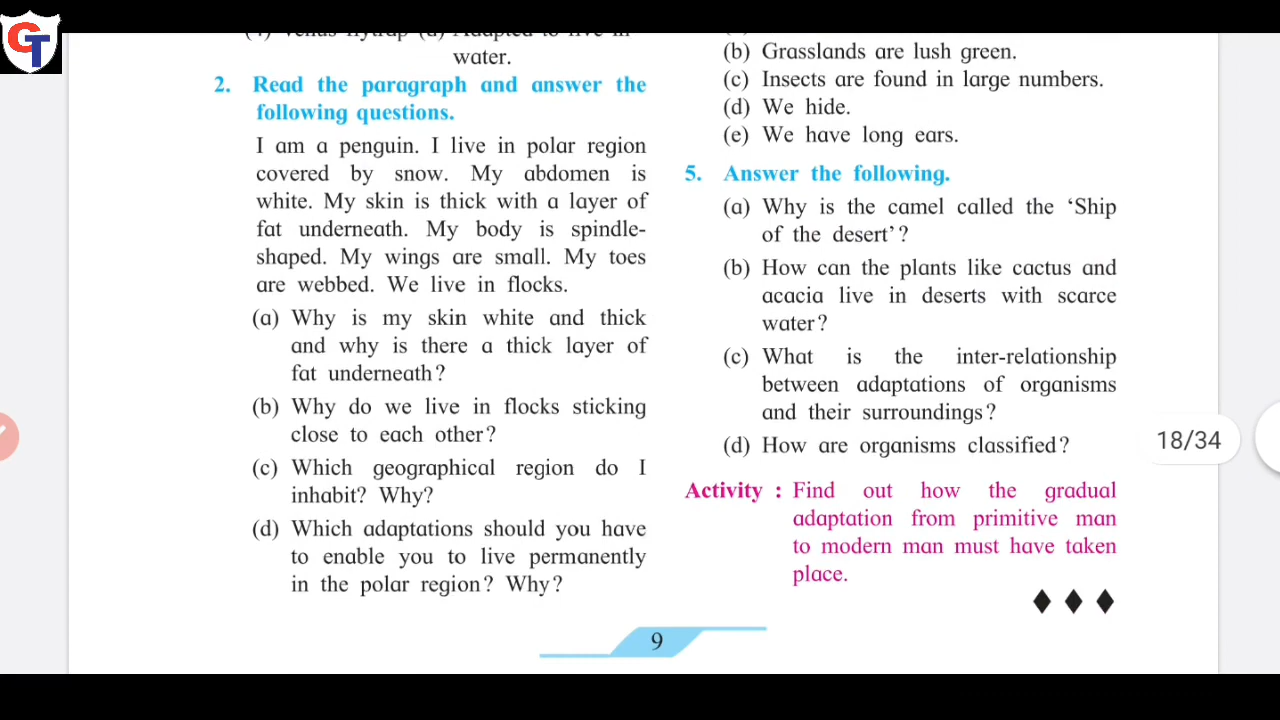 GT
water.
2. Read the paragraph and answer the
following questions.
I am a penguin. I live in polar region
covered by snow. My abdomen is
white. My skin is thick with a layer of
fat underneath. My body is spindle-
shaped. My wings are small. My toes
are webbed. We live in flocks.
(a) Why is my skin white and thick
and why is there a thick layer of
fat underneath?
(b) Why do we live in flocks sticking
close to each other?
(c) Which geographical region do I
inhabit? Why?
(d) Which adaptations should you have
to enable you to live permanently
in the polar region? Why?
(b) Grasslands are lush green.
(c) Insects are found in large numbers.
(d) We hide.
(e) We have long ears.
5. Answer the following.
(a) Why is the camel called the ‘Ship
of the desert’?
(b) How can the plants like cactus and
acacia live in deserts with scarce
water?
(c) What is the inter-relationship
between adaptations of organisms
and their surroundings?
(d) How are organisms classified?
Activity : Find out how the gradual
adaptation from primitive man
to modern man must have taken
place.
9
18/34